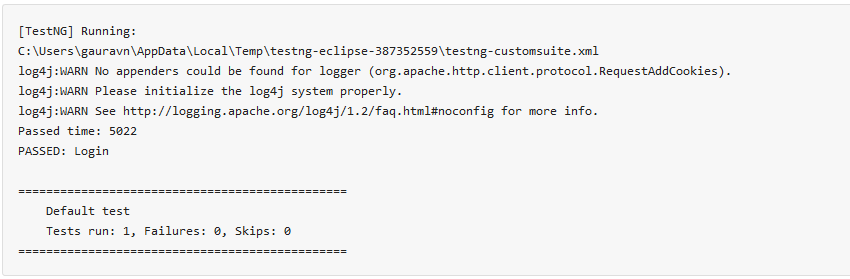 [TestNG] Running:
C:\Users\gauravn\AppData\Local\Temp\testng-eclipse-387352559\testng-customsuite.xml
log4j:WARN No appenders could be found for logger (org.apache.http.client.protocol.RequestAddCookies).
log4j:WARN Please initialize the log4j system properly.
log4j:WARN See http://logging.apache.org/log4j/1.2/faq.html#noconfig for more info.
Passed time: 5022
PASSED: Login
===============================================
Default test
Tests run: 1, Failures: 0, Skips: 0
===============================================